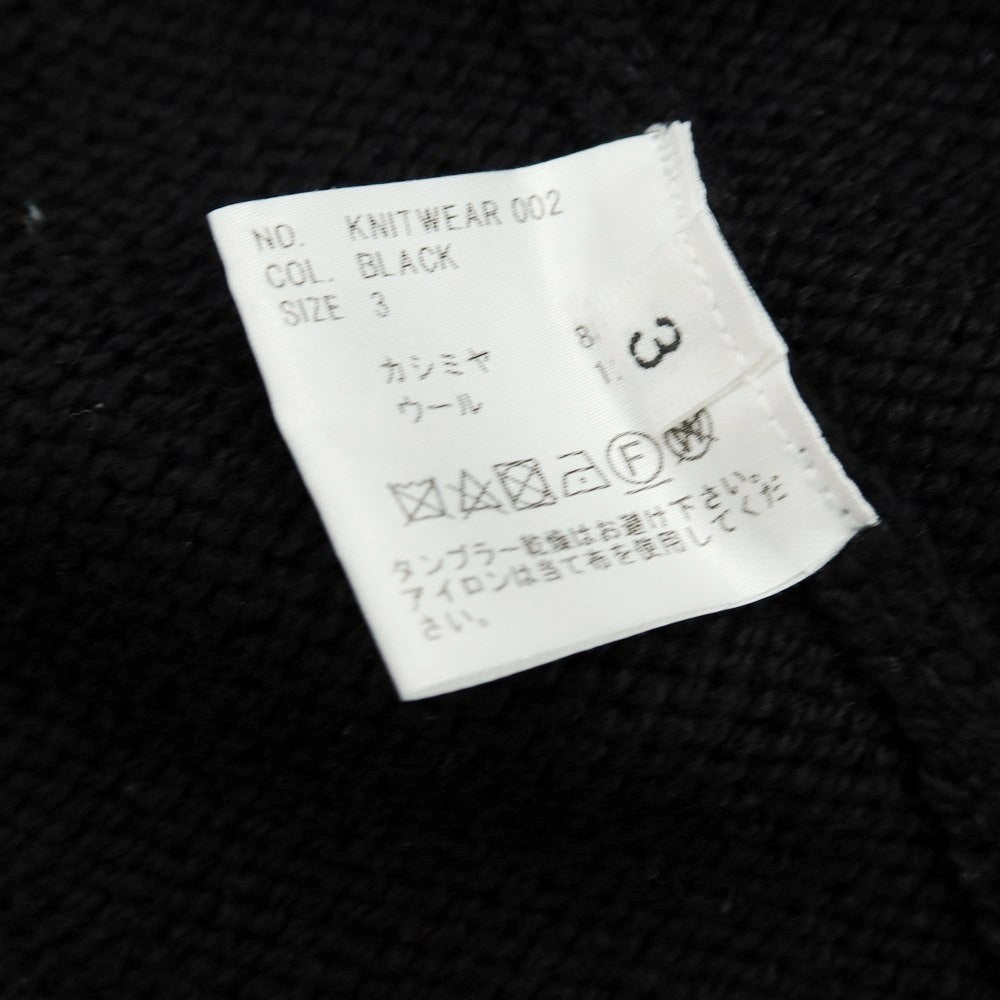 NO. KNITWEAR 002
COL. BLACK
SIZE 3
3
カシミヤ
ウール
F
W
タンブラー乾燥はお避け下さい。た
アイロンは当て布を使用してくだ
さい。